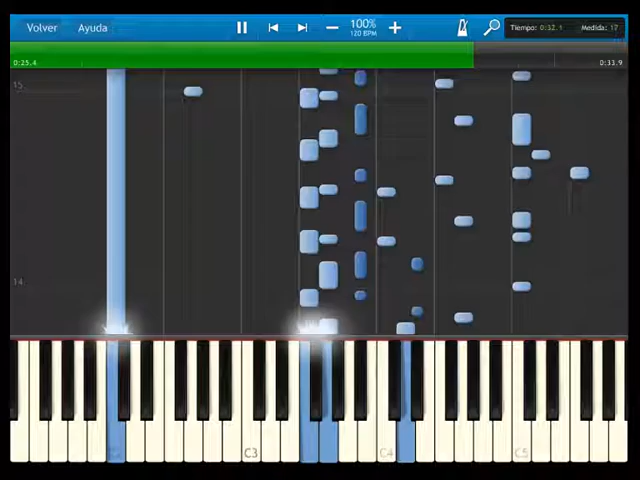 Volver Ayuda 100% Tiempo: 0:32.1 Medida: 17
120 BPM
0:25.4 0:33.9
15
14
C3 C4 C5